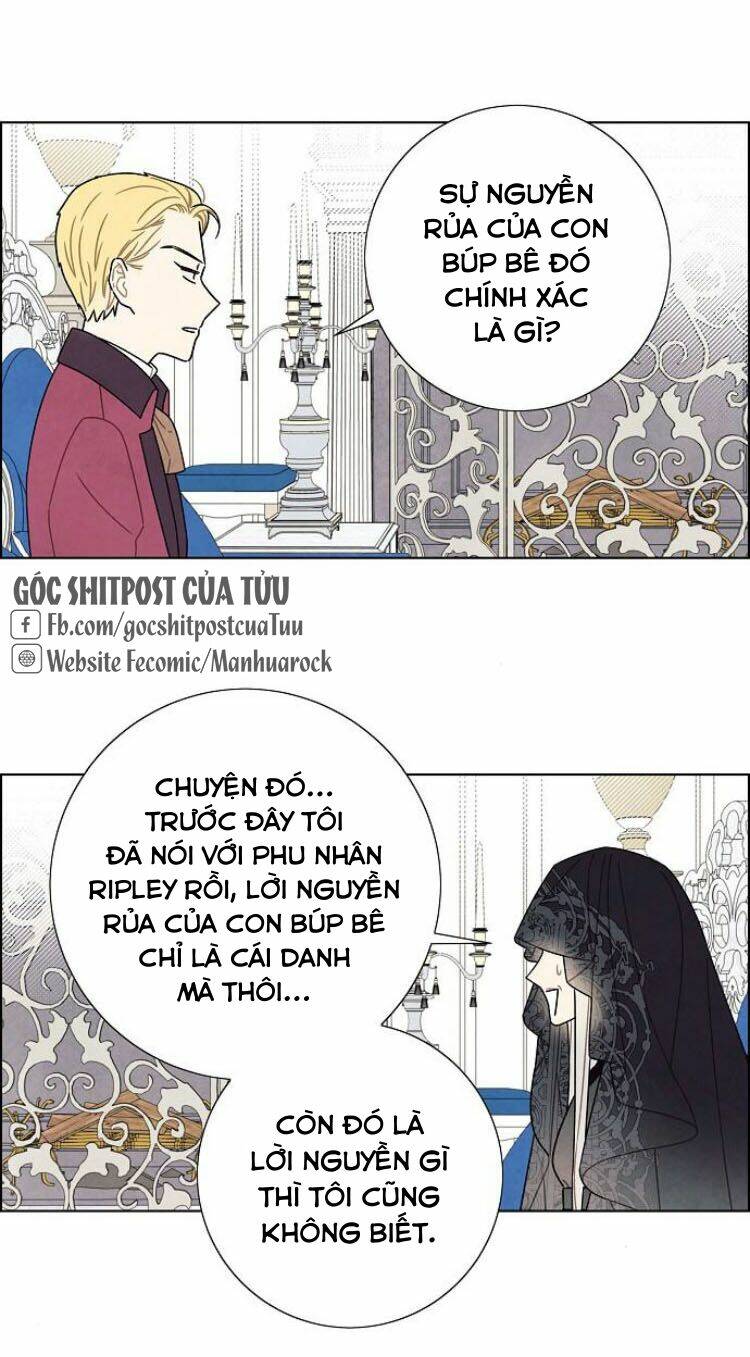 SỰ NGUYỀN
RỦA CỦA CON
BÚP BÊ ĐÓ
CHÍNH XÁC
LÀ GÌ?
GÓC SHITPOST CỦA TỬU
Fb.com/gocshitpostcuaTuu
Website Fecomic/Manhuarock
CHUYỆN ĐÓ...
TRƯỚC ĐÂY TÔI
ĐÃ NÓI VỚI PHU NHÂN
RIPLEY RỒI, LỜI NGUYỀN
RỦA CỦA CON BÚP BÊ
CHỈ LÀ CÁI DANH
MÀ THÔI...
CÒN ĐÓ LÀ
LỜI NGUYỀN GÌ
THÌ TÔI CŨNG
KHÔNG BIẾT.